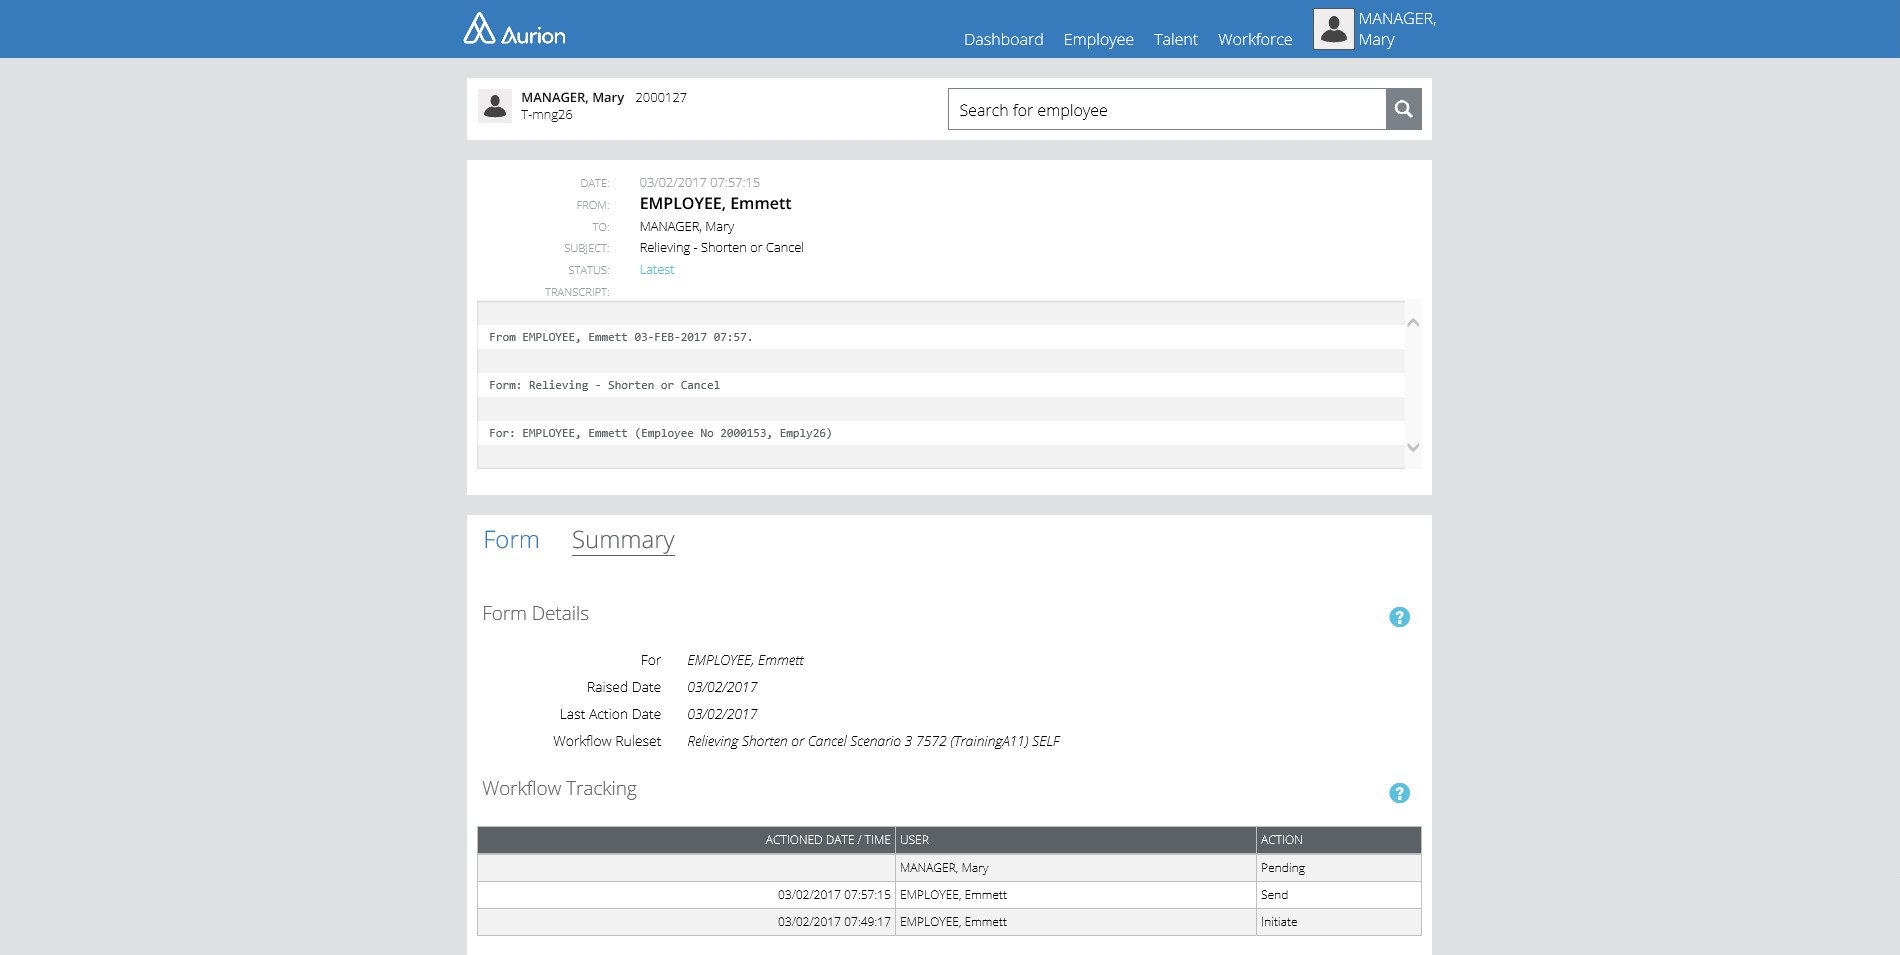 Aurion
Dashboard Employee Talent Workforce MANAGER,
Mary
MANAGER, Mary 2000127
T-mng26
Search for employee
DATE: 03/02/2017 07:57:15
FROM: EMPLOYEE, Emmett
TO: MANAGER, Mary
SUBJECT: Relieving - Shorten or Cancel
STATUS: Latest
TRANSCRIPT:
From EMPLOYEE, Emmett 03-FEB-2017 07:57.
Form: Relieving - Shorten or Cancel
For: EMPLOYEE, Emmett (Employee No 2000153, Emply26)
Form Summary
Form Details ?
For EMPLOYEE, Emmett
Raised Date 03/02/2017
Last Action Date 03/02/2017
Workflow Ruleset Relieving Shorten or Cancel Scenario 3 7572 (TrainingA11) SELF
Workflow Tracking ?
ACTIONED DATE / TIME USER ACTION
MANAGER, Mary Pending
03/02/2017 07:57:15 EMPLOYEE, Emmett Send
03/02/2017 07:49:17 EMPLOYEE, Emmett Initiate